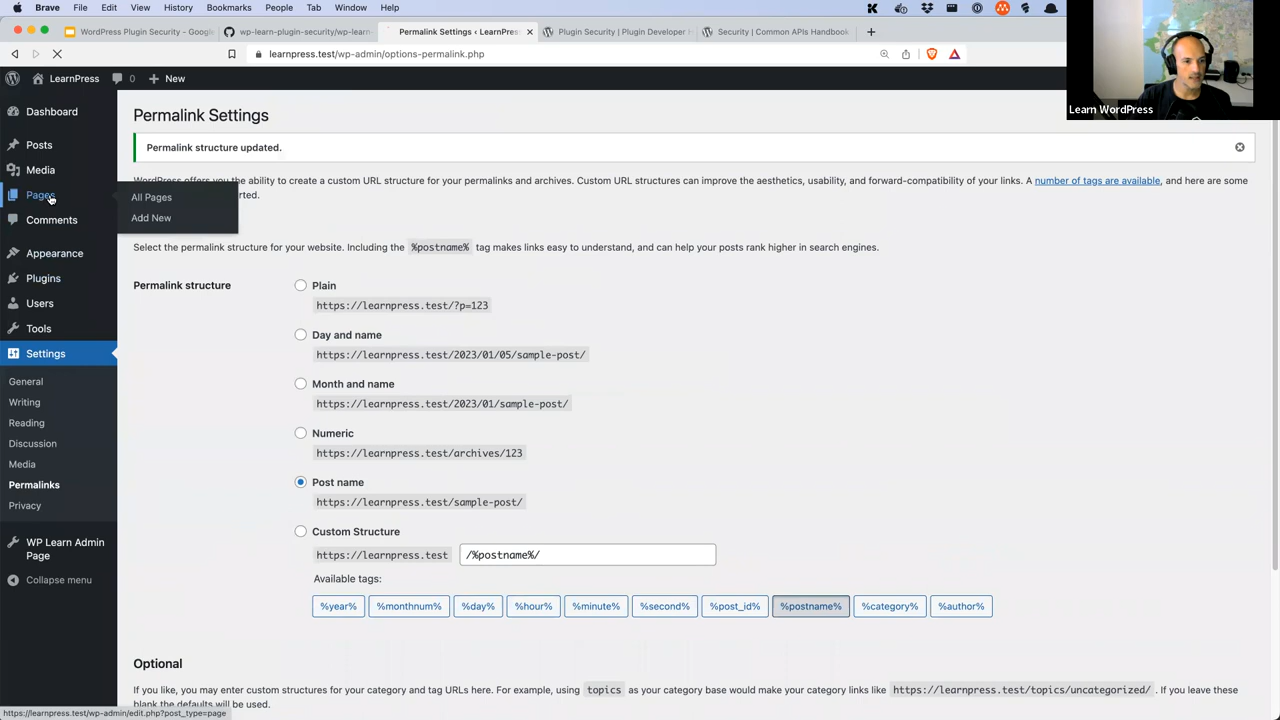 Brave File Edit View History Bookmarks People Tab Window Help
WordPress Plugin Security - Googl
wp-learn-plugin-security/wp-learn-
Permalink Settings ‹ LearnPres
Plugin Security | Plugin Developer H
Security | Common APIs Handbook
learnpress.test/wp-admin/options-permalink.php
LearnPress 0 New
Learn WordPress
Dashboard
Posts
Media
Pages
Comments
Appearance
Plugins
Users
Tools
Settings
General
Writing
Reading
Discussion
Media
Permalinks
Privacy
WP Learn Admin
Page
Collapse menu
All Pages
Add New
Permalink Settings
Permalink structure updated.
WordPress offers you the ability to create a custom URL structure for your permalinks and archives. Custom URL structures can improve the aesthetics, usability, and forward-compatibility of your links. A number of tags are available, and here are some
rted.
Select the permalink structure for your website. Including the %postname% tag makes links easy to understand, and can help your posts rank higher in search engines.
Permalink structure
Plain
https://learnpress.test/?p=123
Day and name
https://learnpress.test/2023/01/05/sample-post/
Month and name
https://learnpress.test/2023/01/sample-post/
Numeric
https://learnpress.test/archives/123
Post name
https://learnpress.test/sample-post/
Custom Structure
https://learnpress.test /%postname%/
Available tags:
%year% %monthnum% %day% %hour% %minute% %second% %post_id% %postname% %category% %author%
Optional
If you like, you may enter custom structures for your category and tag URLs here. For example, using topics as your category base would make your category links like https://learnpress.test/topics/uncategorized/ . If you leave these
blank the defaults will be used.
https://learnpress.test/wp-admin/edit.php?post_type=page